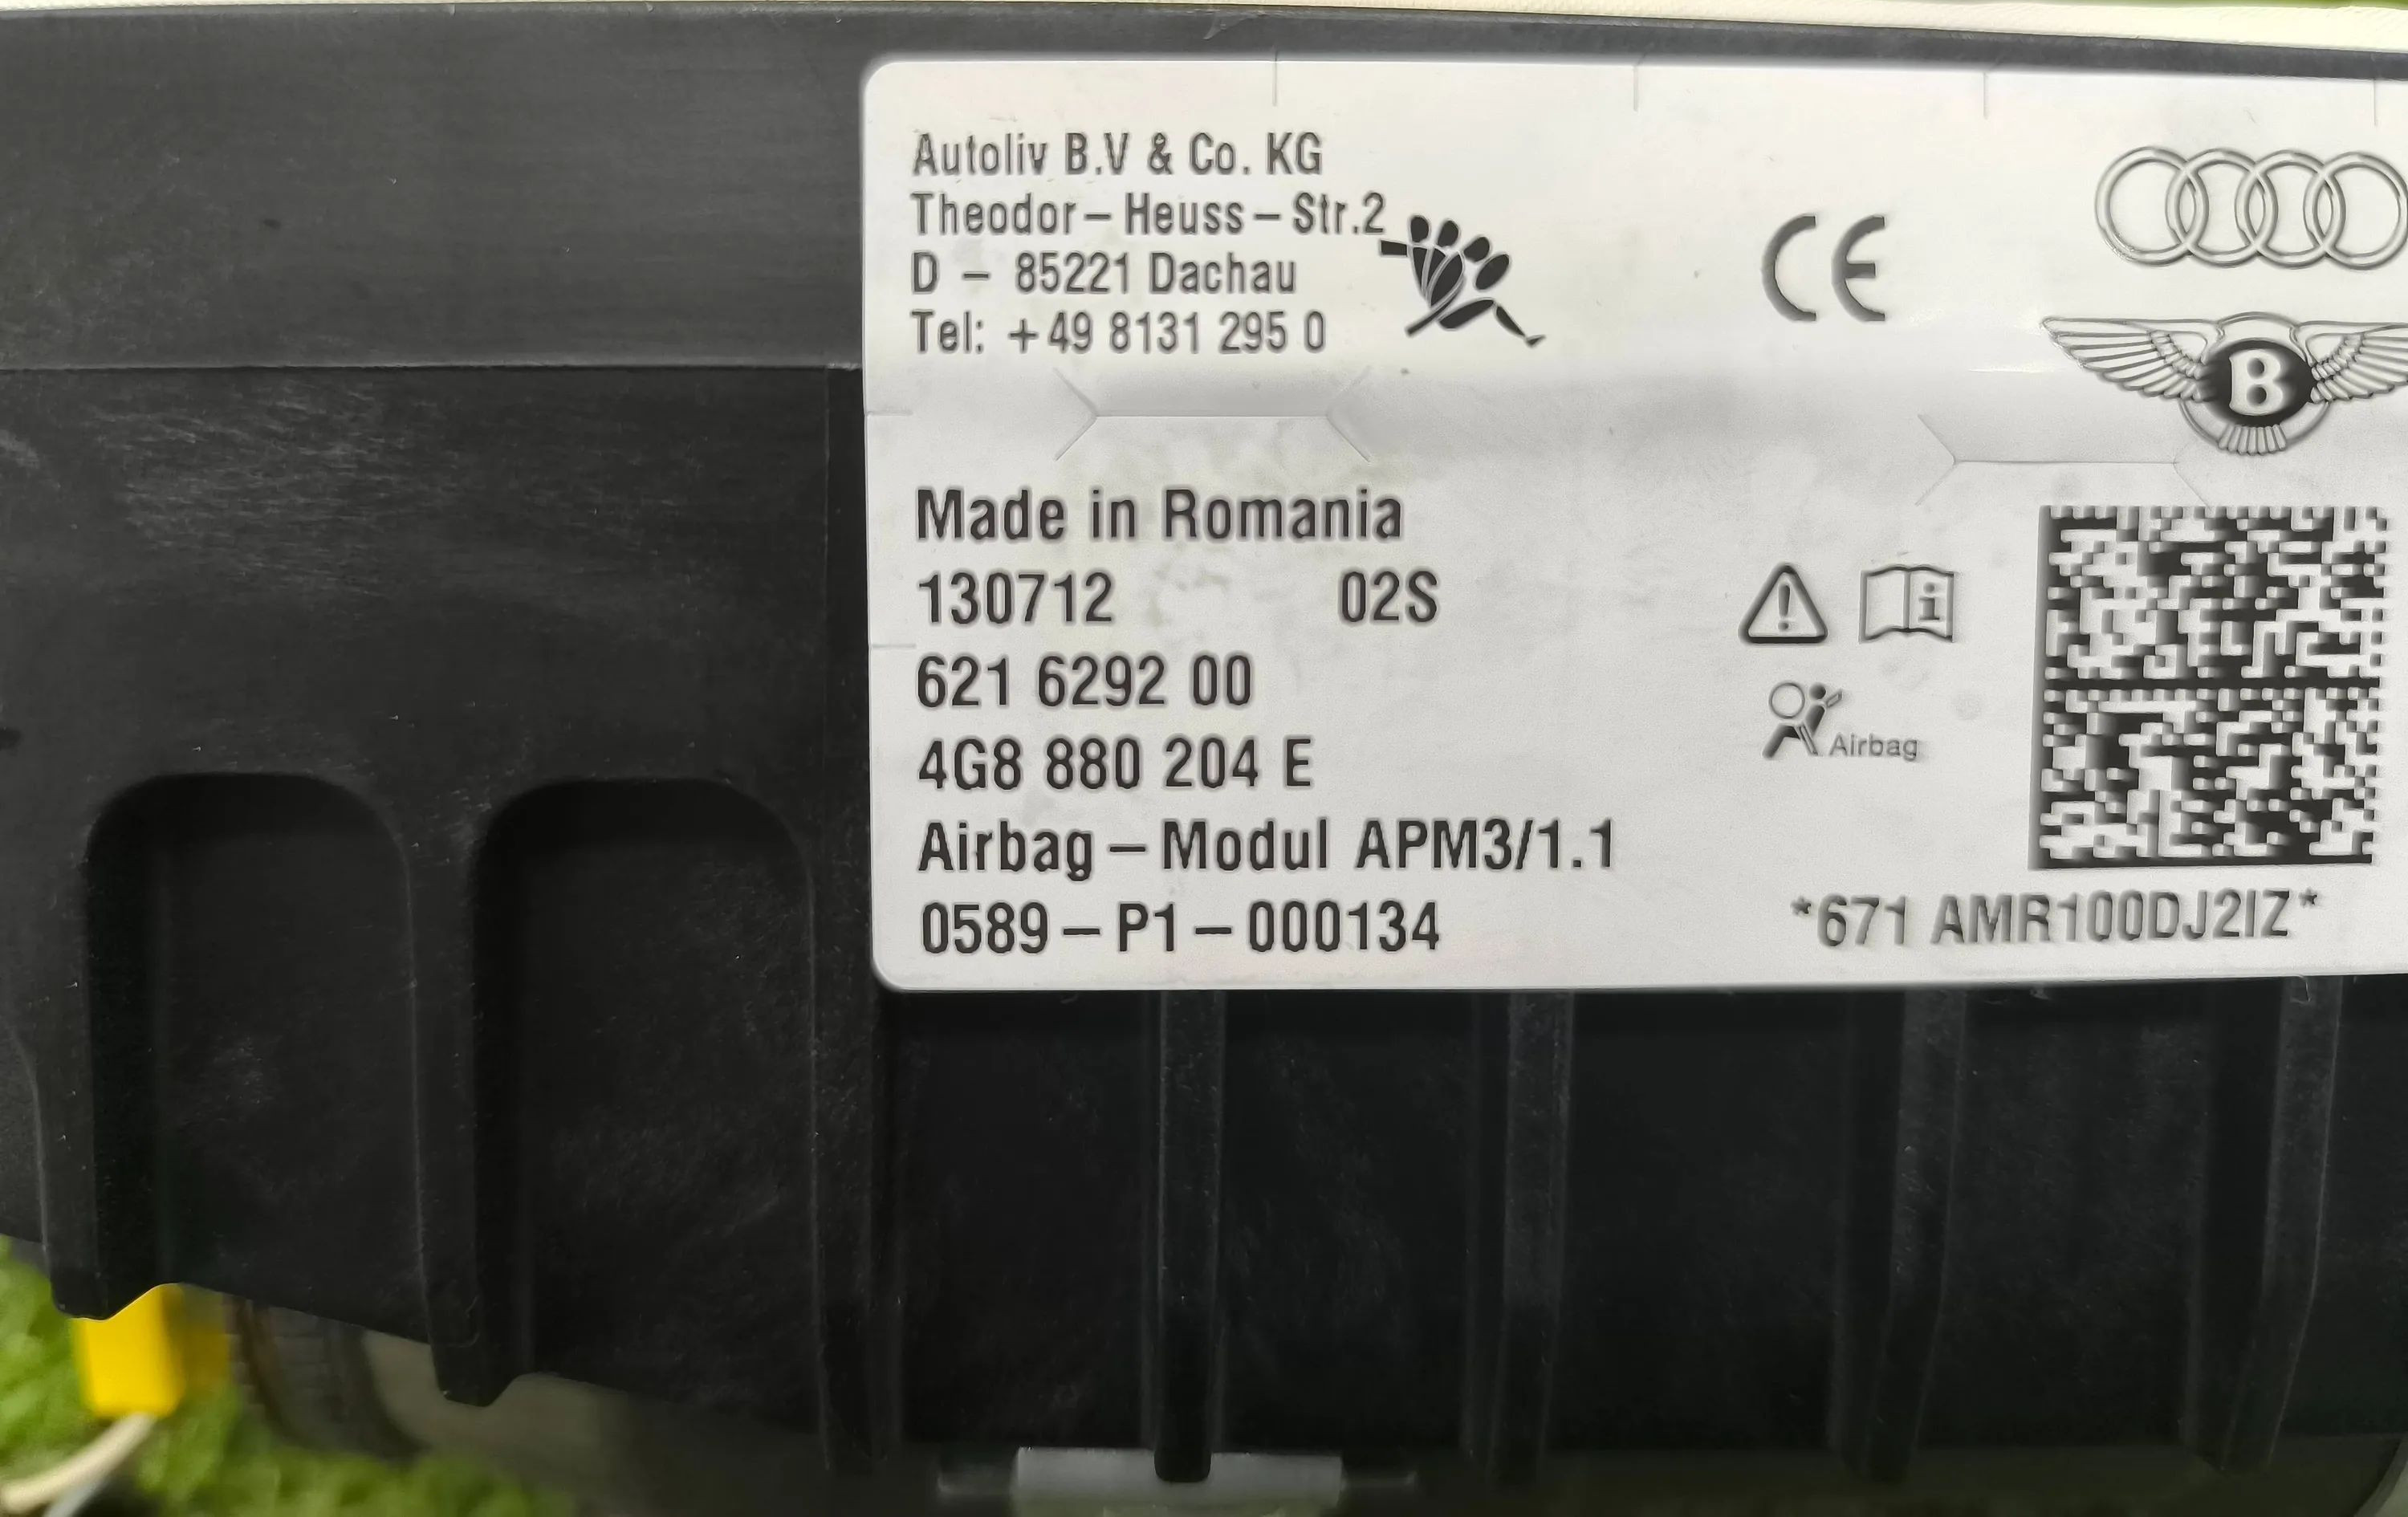 Autoliv B.V & Co. KG
Theodor – Heuss – Str.2
D – 85221 Dachau
Tel: +49 8131 295 0
CE
B
Made in Romania
130712 02S
621 6292 00
4G8 880 204 E
Airbag
Airbag – Modul APM3/1.1
0589 – P1 – 000134
*671 AMR100DJ2IZ*